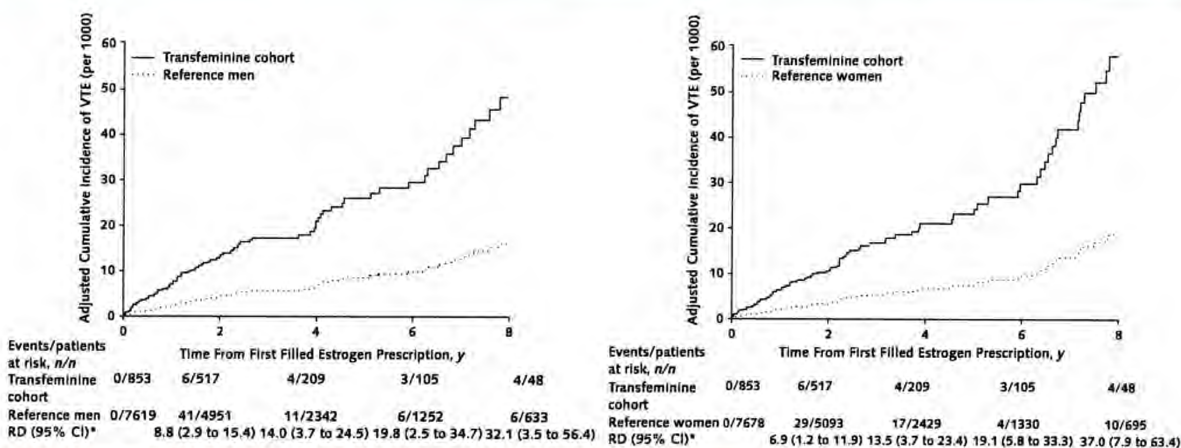 Adjusted Cumulative Incidence of VTE (per 1000)
60
50
40
30
20
10
0
Transfeminine cohort
Reference men
0 2 4 6 8
Time From First Filled Estrogen Prescription, y
Events/patients
at risk, n/n
Transfeminine 0/853 6/517 4/209 3/105 4/48
cohort
Reference men 0/7619 41/4951 11/2342 6/1252 6/633
RD (95% CI)* 8.8 (2.9 to 15.4) 14.0 (3.7 to 24.5) 19.8 (2.5 to 34.7) 32.1 (3.5 to 56.4)
Adjusted Cumulative Incidence of VTE (per 1000)
60
50
40
30
20
10
0
Transfeminine cohort
Reference women
0 2 4 6 8
Time From First Filled Estrogen Prescription, y
Events/patients
at risk, n/n
Transfeminine 0/853 6/517 4/209 3/105 4/48
cohort
Reference women 0/7678 29/5093 17/2429 4/1330 10/695
RD (95% CI)* 6.9 (1.2 to 11.9) 13.5 (3.7 to 23.4) 19.1 (5.8 to 33.3) 37.0 (7.9 to 63.4)